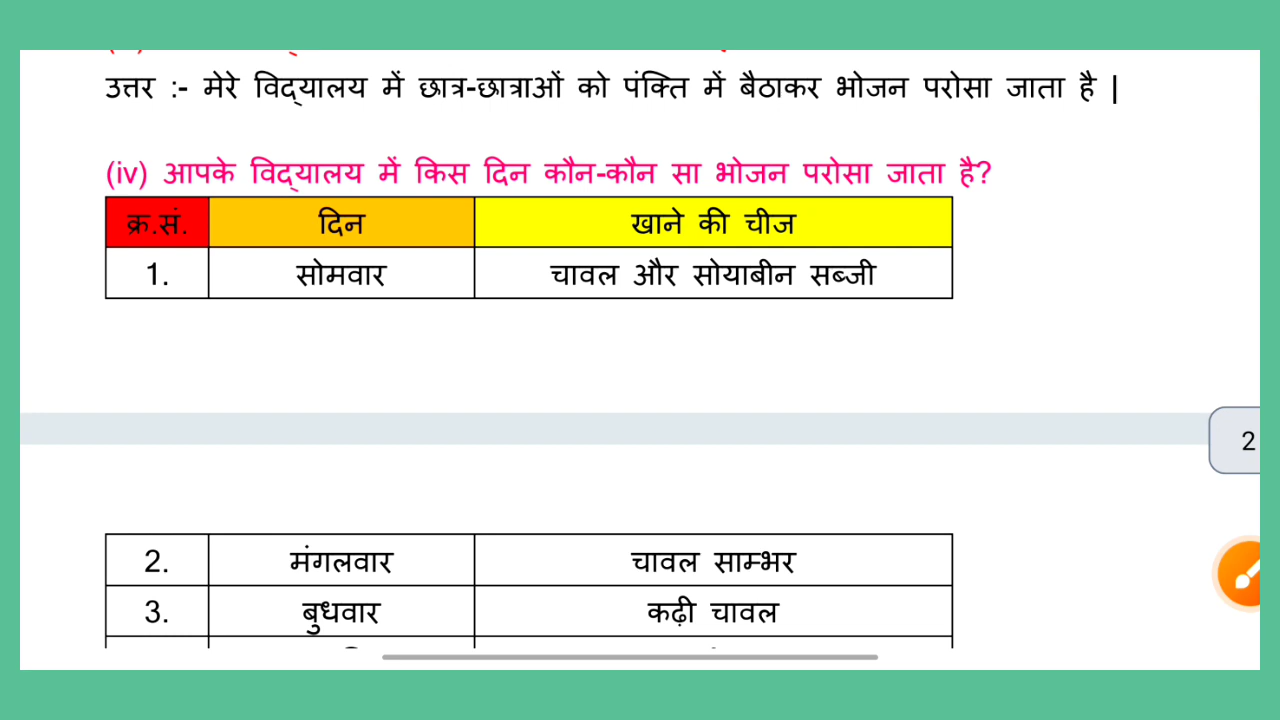 उत्तर :- मेरे विद्यालय में छात्र-छात्राओं को पंक्ति में बैठाकर भोजन परोसा जाता है |
(iv) आपके विद्यालय में किस दिन कौन-कौन सा भोजन परोसा जाता है?
क्र.सं. दिन खाने की चीज
1. सोमवार चावल और सोयाबीन सब्जी
2
2. मंगलवार चावल साम्भर
3. बुधवार कढ़ी चावल